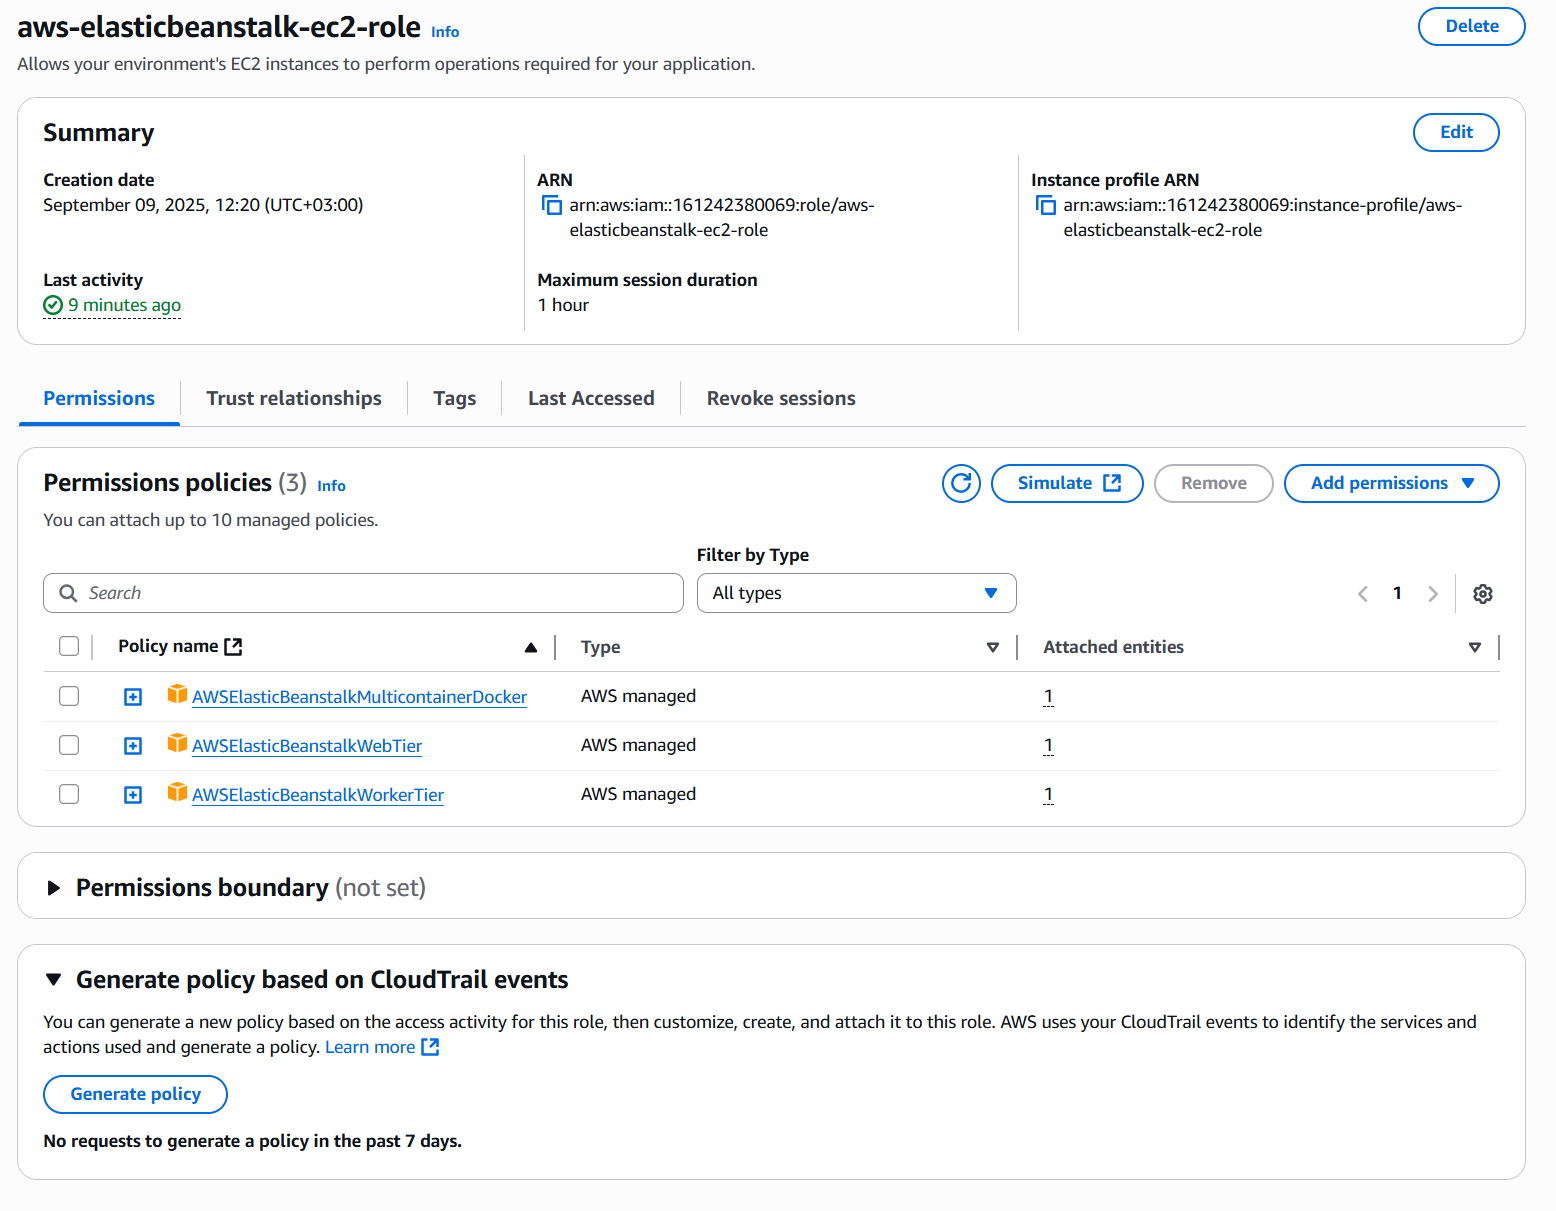 aws-elasticbeanstalk-ec2-role Info
Delete
Allows your environment's EC2 instances to perform operations required for your application.
Summary
Edit
Creation date
September 09, 2025, 12:20 (UTC+03:00)
ARN
arn:aws:iam::161242380069:role/aws-
elasticbeanstalk-ec2-role
Instance profile ARN
arn:aws:iam::161242380069:instance-profile/aws-
elasticbeanstalk-ec2-role
Last activity
9 minutes ago
Maximum session duration
1 hour
Permissions
Trust relationships
Tags
Last Accessed
Revoke sessions
Permissions policies (3) Info
Simulate
Remove
Add permissions
You can attach up to 10 managed policies.
Filter by Type
Search
All types
1
Policy name
Type
Attached entities
AWSElasticBeanstalkMulticontainerDocker
AWS managed
1
AWSElasticBeanstalkWebTier
AWS managed
1
AWSElasticBeanstalkWorkerTier
AWS managed
1
Permissions boundary (not set)
Generate policy based on CloudTrail events
You can generate a new policy based on the access activity for this role, then customize, create, and attach it to this role. AWS uses your CloudTrail events to identify the services and
actions used and generate a policy. Learn more
Generate policy
No requests to generate a policy in the past 7 days.